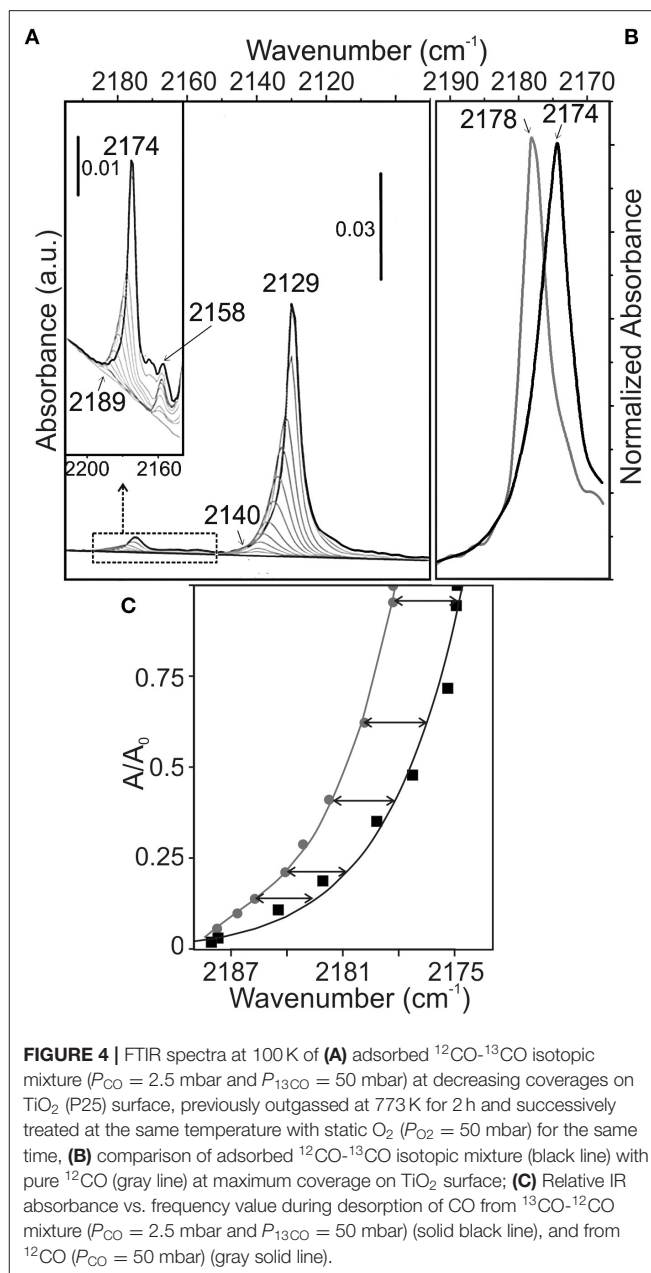 A
Wavenumber (cm⁻¹)
B
2180 2160 2140 2120
2190 2180 2170
2174
0.01
2158
2189
2200 2160
0.03
2129
2140
Absorbance (a.u.)
2178 2174
Normalized Absorbance
C
0.75
0.5
0.25
0
A/A₀
2187 2181 2175
Wavenumber (cm⁻¹)
FIGURE 4 | FTIR spectra at 100 K of (A) adsorbed ¹²CO-¹³CO isotopic
mixture (P_CO = 2.5 mbar and P_13CO = 50 mbar) at decreasing coverages on
TiO₂ (P25) surface, previously outgassed at 773 K for 2 h and successively
treated at the same temperature with static O₂ (P_O2 = 50 mbar) for the same
time, (B) comparison of adsorbed ¹²CO-¹³CO isotopic mixture (black line) with
pure ¹²CO (gray line) at maximum coverage on TiO₂ surface; (C) Relative IR
absorbance vs. frequency value during desorption of CO from ¹³CO-¹²CO
mixture (P_CO = 2.5 mbar and P_13CO = 50 mbar) (solid black line), and from
¹²CO (P_CO = 50 mbar) (gray solid line).